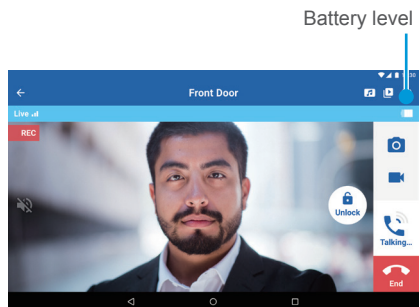 Battery level
Front Door
Live
REC
Unlock
Talking...
End